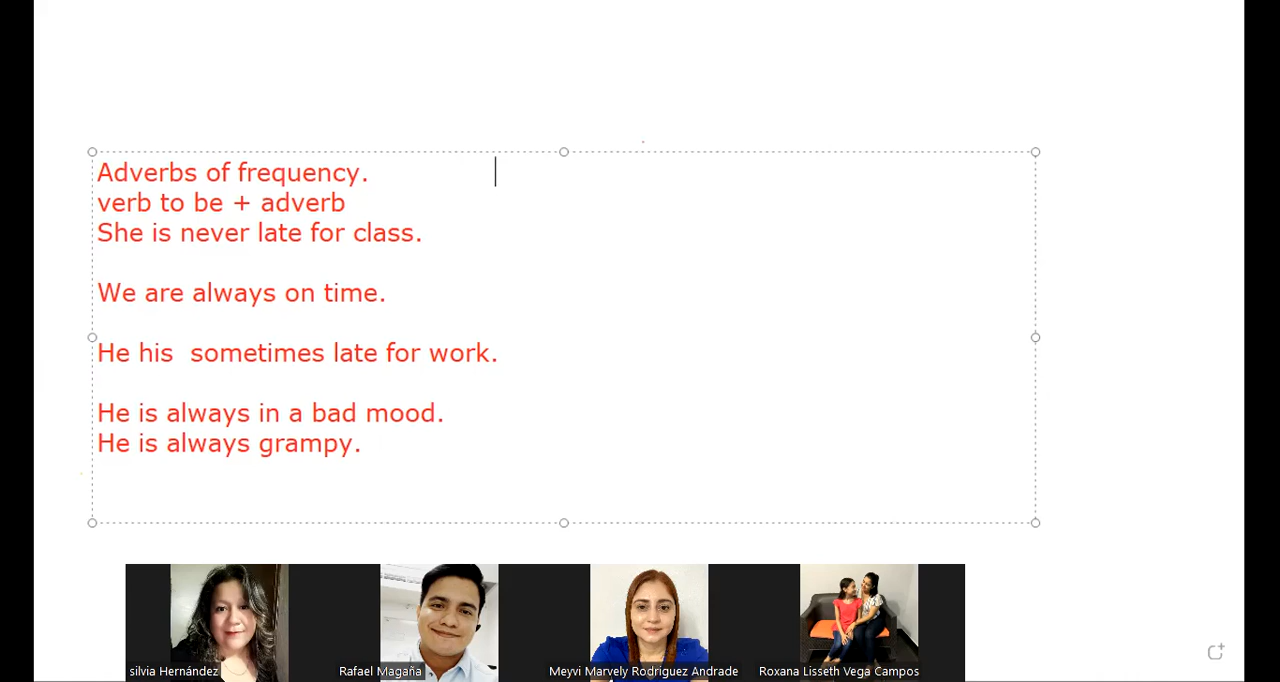 Adverbs of frequency.
verb to be + adverb
She is never late for class.
We are always on time.
He his  sometimes late for work.
He is always in a bad mood.
He is always grampy.
silvia Hernández
Rafael Magaña
Meyvi Marvely Rodriguez Andrade
Roxana Lisseth Vega Campos